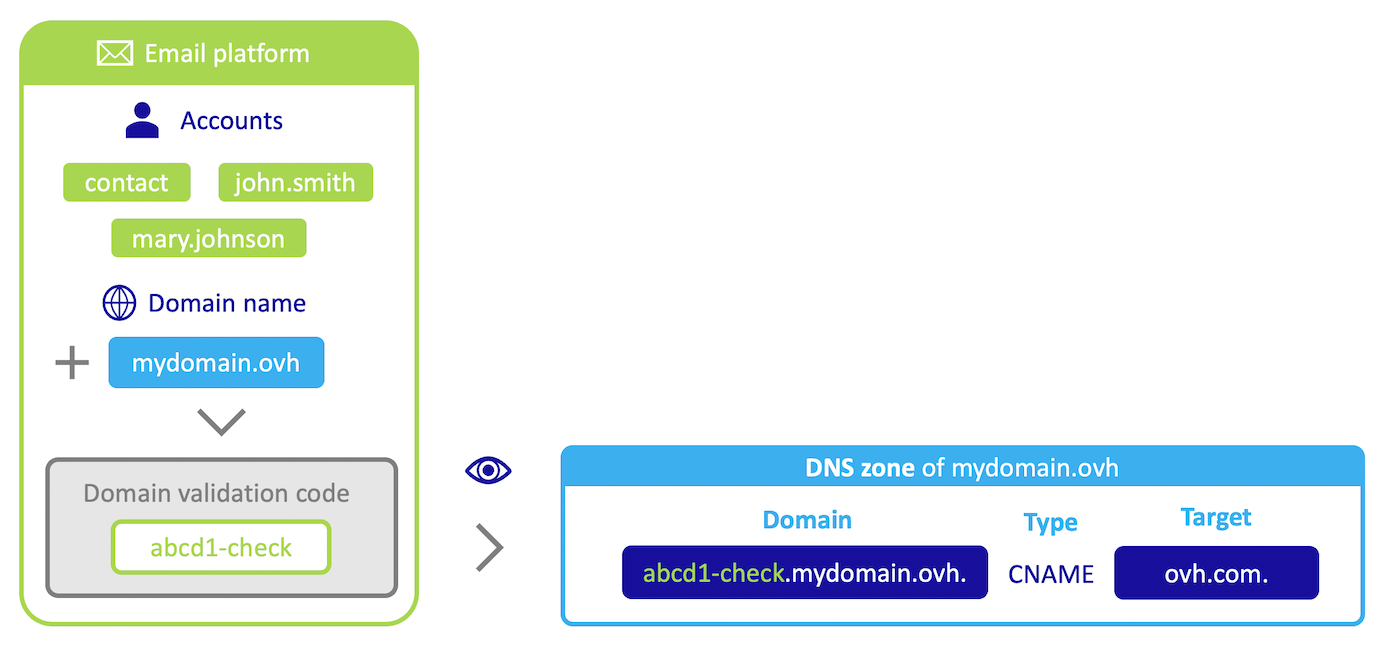 Email platform
Accounts
contact john.smith
mary.johnson
Domain name
mydomain.ovh
Domain validation code
abcd1-check
DNS zone of mydomain.ovh
Domain Type Target
abcd1-check.mydomain.ovh. CNAME ovh.com.